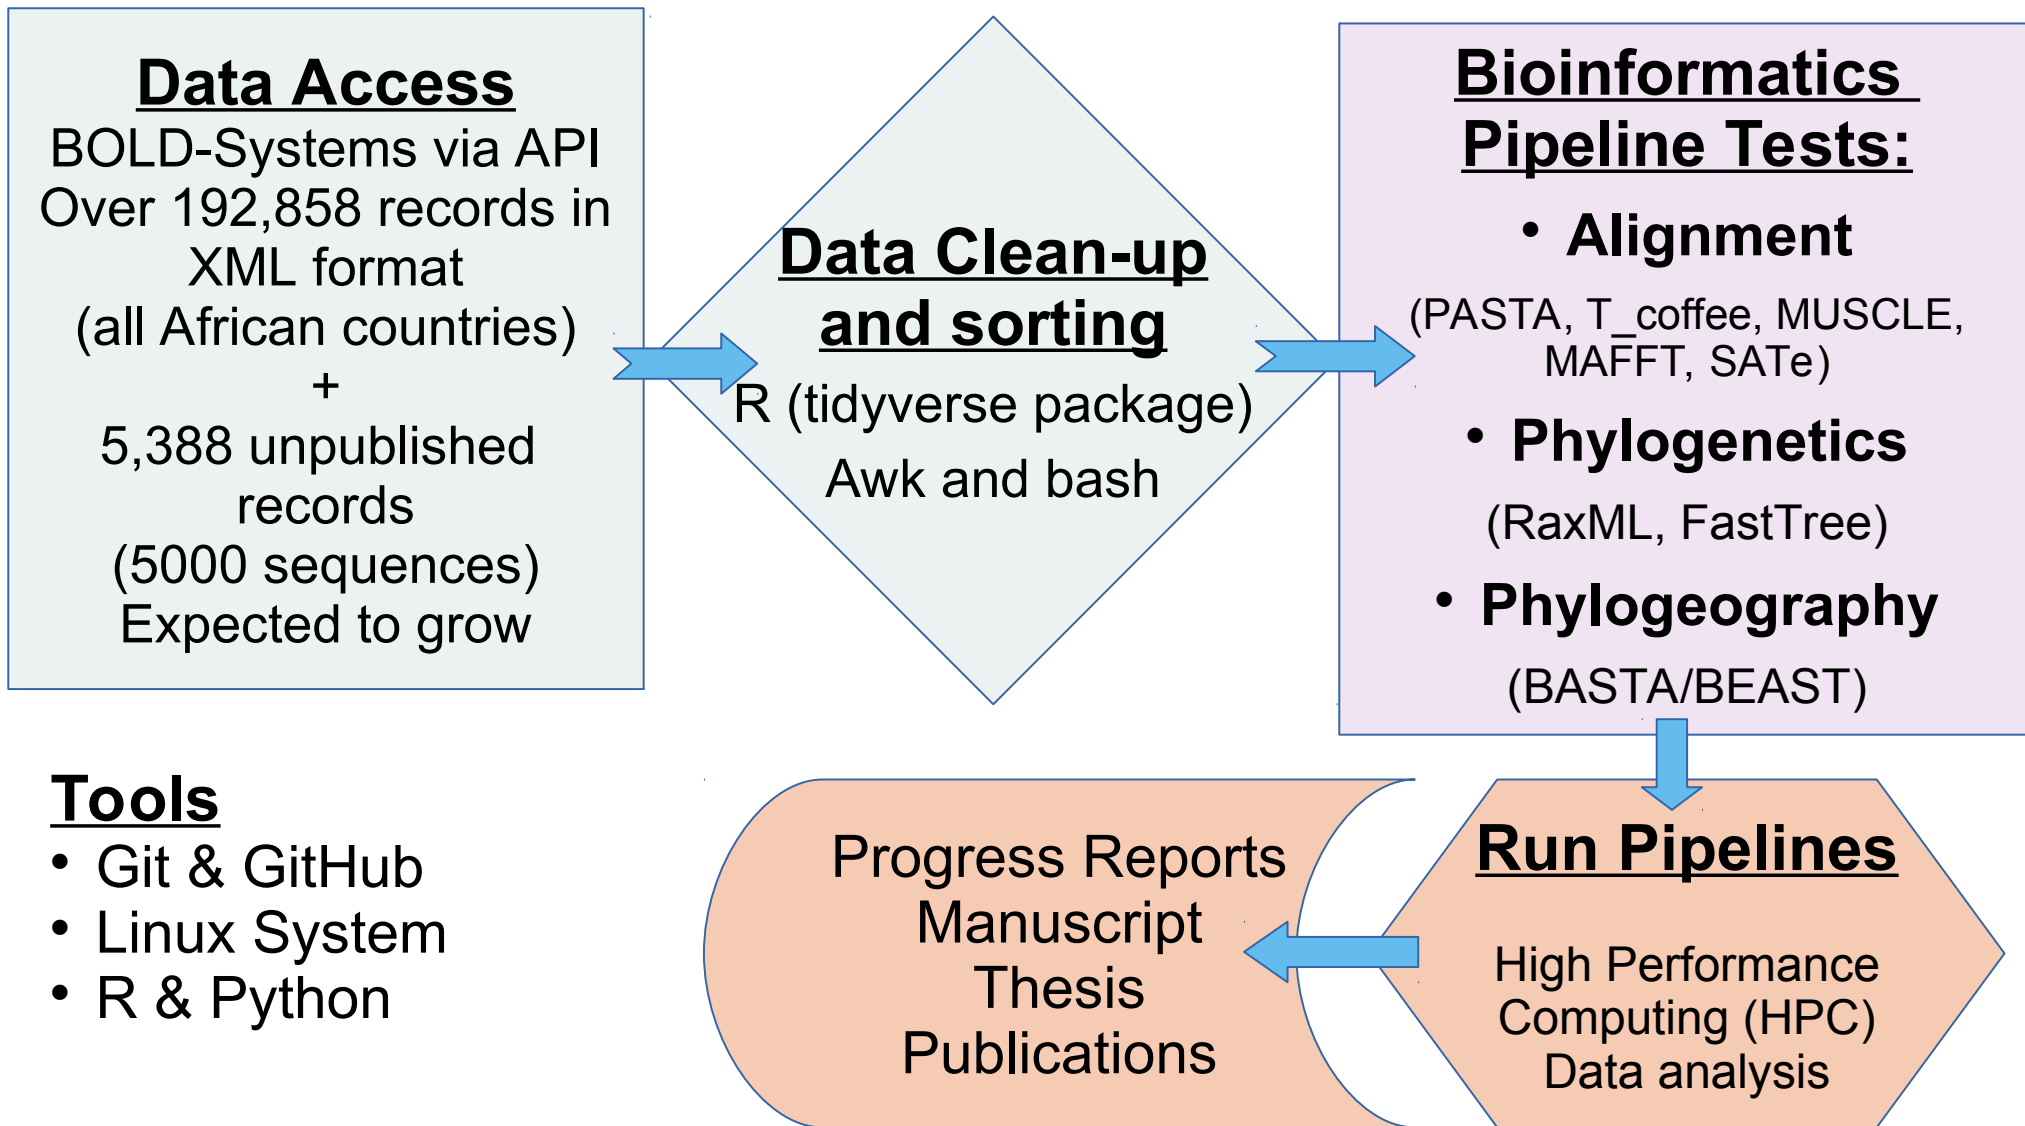 Data Access
BOLD-Systems via API
Over 192,858 records in
XML format
(all African countries)
+
5,388 unpublished
records
(5000 sequences)
Expected to grow
Data Clean-up
and sorting
R (tidyverse package)
Awk and bash
Bioinformatics
Pipeline Tests:
• Alignment
(PASTA, T_coffee, MUSCLE,
MAFFT, SATe)
• Phylogenetics
(RaxML, FastTree)
• Phylogeography
(BASTA/BEAST)
Run Pipelines
High Performance
Computing (HPC)
Data analysis
Progress Reports
Manuscript
Thesis
Publications
Tools
• Git & GitHub
• Linux System
• R & Python